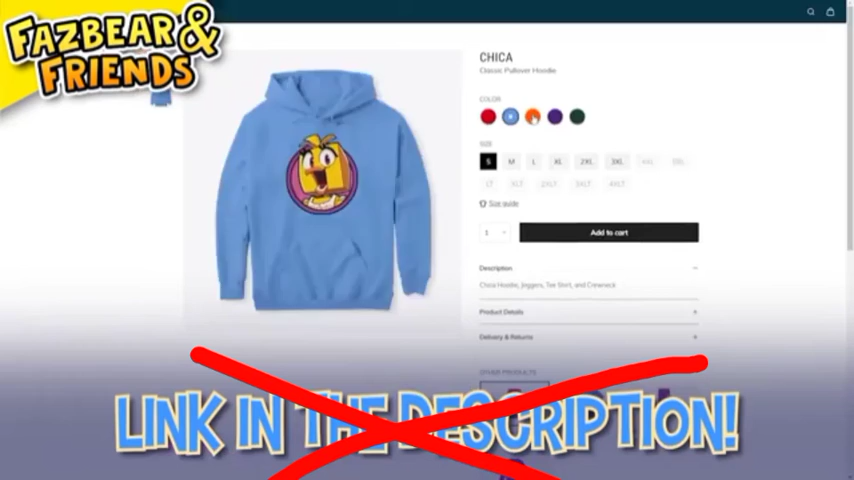 FAZBEAR &
FRIENDS
CHICA
Classic Pullover Hoodie
COLOR
SIZE
S M L XL 2XL 3XL 4XL 5XL
LT XLT 2XLT 3XLT 4XLT
Size guide
1
Add to cart
Description
Chica Hoodie, Joggers, Tee Shirt, and Crewneck
Product Details
Delivery & Returns
OTHER PRODUCTS
LINK IN THE DESCRIPTION!